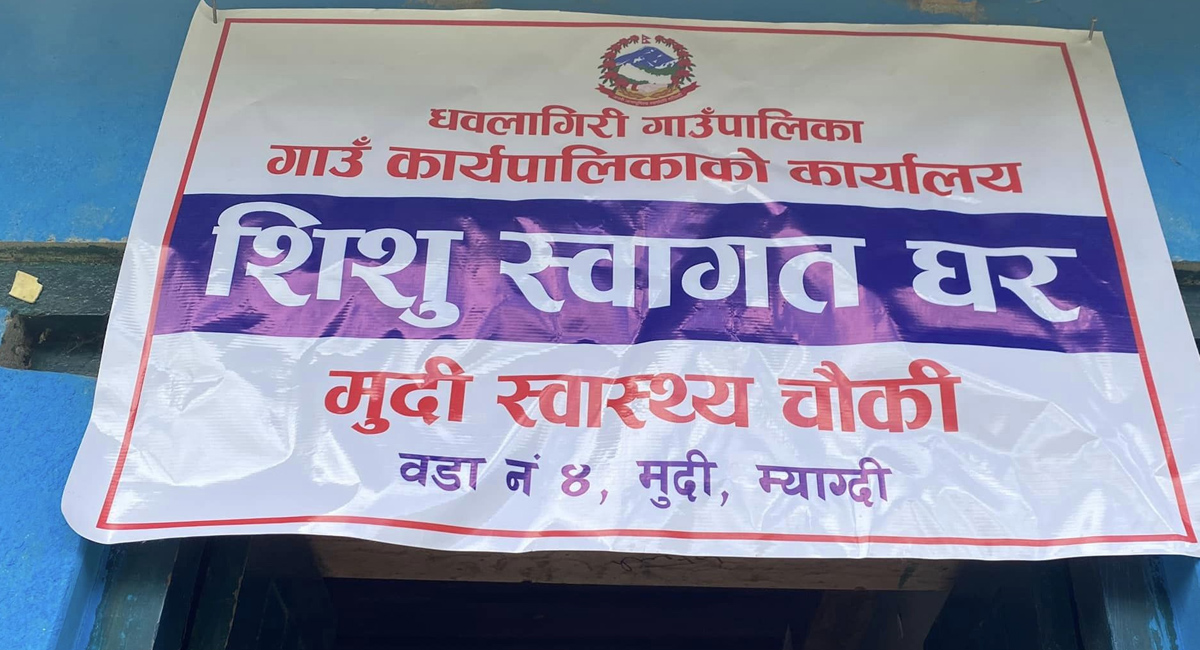 धवलागिरी गाउँपालिका
गाउँ कार्यपालिकाको कार्यालय
शिशु स्वागत घर
मुदी स्वास्थ्य चौकी
वडा नं ४, मुदी, म्याग्दी